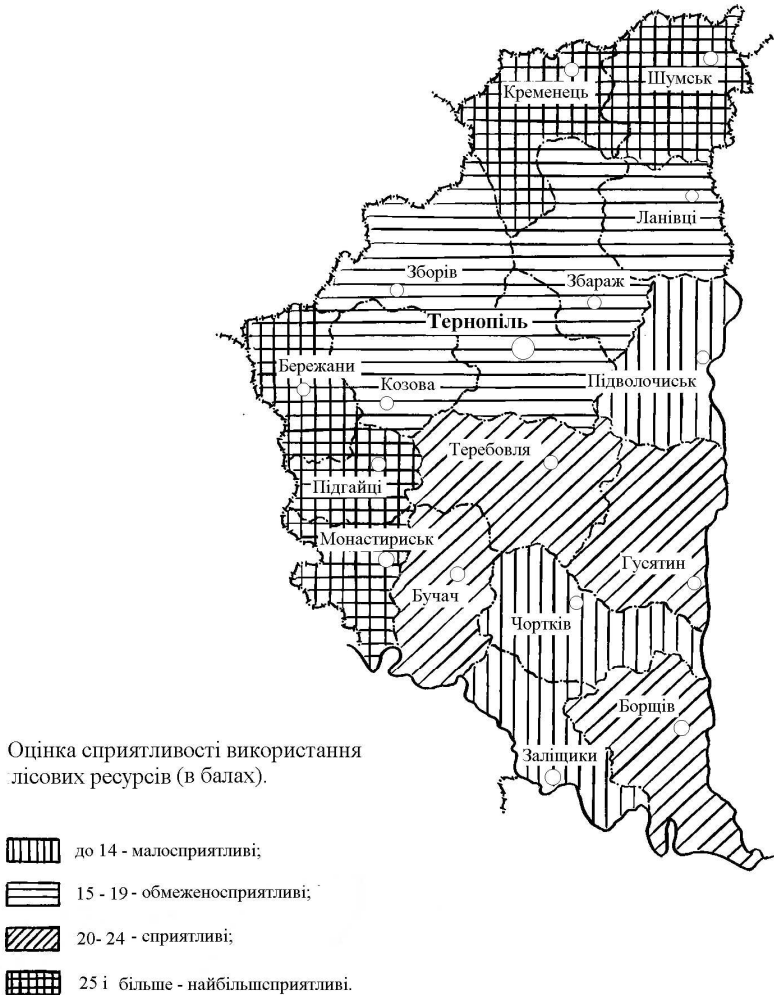 Шумськ
Кременець
Ланівці
Зборів
Збараж
Тернопіль
Бережани
Козова
Підволочиськ
Теребовля
Підгайці
Монастириськ
Гусятин
Бучач
Чортків
Борщів
Заліщики
Оцінка сприятливості використання
лісових ресурсів (в балах).
до 14 - малосприятливі;
15 - 19 - обмеженосприятливі;
20- 24 - сприятливі;
25 і більше - найбільшсприятливі.